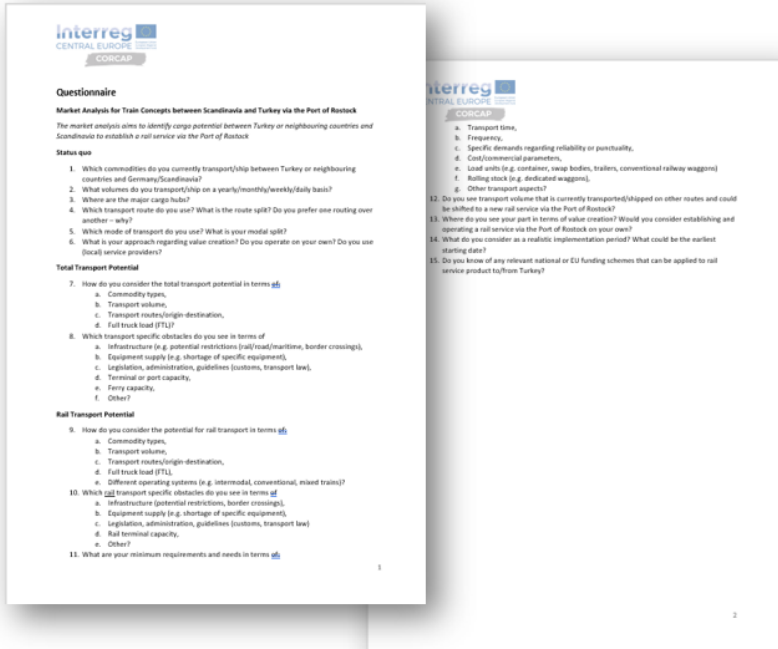 Interreg
CENTRAL EUROPE
CORCAP
Questionnaire
Market Analysis for Train Concepts between Scandinavia and Turkey via the Port of Rostock
The market analysis aims to identify cargo potential between Turkey or neighbouring countries and
Scandinavia to establish a rail service via the Port of Rostock
Status quo
1. Which commodities do you currently transport/ship between Turkey or neighbouring
countries and Germany/Scandinavia?
2. What volumes do you transport/ship on a yearly/monthly/weekly/daily basis?
3. Where are the major cargo hubs?
4. Which transport route do you use? What is the route split? Do you prefer one routing over
another – why?
5. Which mode of transport do you use? What is your modal split?
6. What is your approach regarding value creation? Do you operate on your own? Do you use
(local) service providers?
Total Transport Potential
7. How do you consider the total transport potential in terms of:
a. Commodity types,
b. Transport volume,
c. Transport routes/origin-destination,
d. Full truck load (FTL)?
8. Which transport specific obstacles do you see in terms of
a. Infrastructure (e.g. potential restrictions (rail/road/maritime, border crossings),
b. Equipment supply (e.g. shortage of specific equipment),
c. Legislation, administration, guidelines (customs, transport law),
d. Terminal or port capacity,
e. Ferry capacity,
f. Other?
Rail Transport Potential
9. How do you consider the potential for rail transport in terms of:
a. Commodity types,
b. Transport volume,
c. Transport routes/origin-destination,
d. Full truck load (FTL),
e. Different operating systems (e.g. intermodal, conventional, mixed trains)?
10. Which rail transport specific obstacles do you see in terms of
a. Infrastructure (potential restrictions, border crossings),
b. Equipment supply (e.g. shortage of specific equipment),
c. Legislation, administration, guidelines (customs, transport law)
d. Rail terminal capacity,
e. Other?
11. What are your minimum requirements and needs in terms of:
1
terreg
NTRAL EUROPE
CORCAP
a. Transport time,
b. Frequency,
c. Specific demands regarding reliability or punctuality,
d. Cost/commercial parameters,
e. Load units (e.g. container, swap bodies, trailers, conventional railway waggons)
f. Rolling stock (e.g. dedicated waggons),
g. Other transport aspects?
12. Do you see transport volume that is currently transported/shipped on other routes and could
be shifted to a new rail service via the Port of Rostock?
13. Where do you see your part in terms of value creation? Would you consider establishing and
operating a rail service via the Port of Rostock on your own?
14. What do you consider as a realistic implementation period? What could be the earliest
starting date?
15. Do you know of any relevant national or EU funding schemes that can be applied to rail
service product to/from Turkey?
2